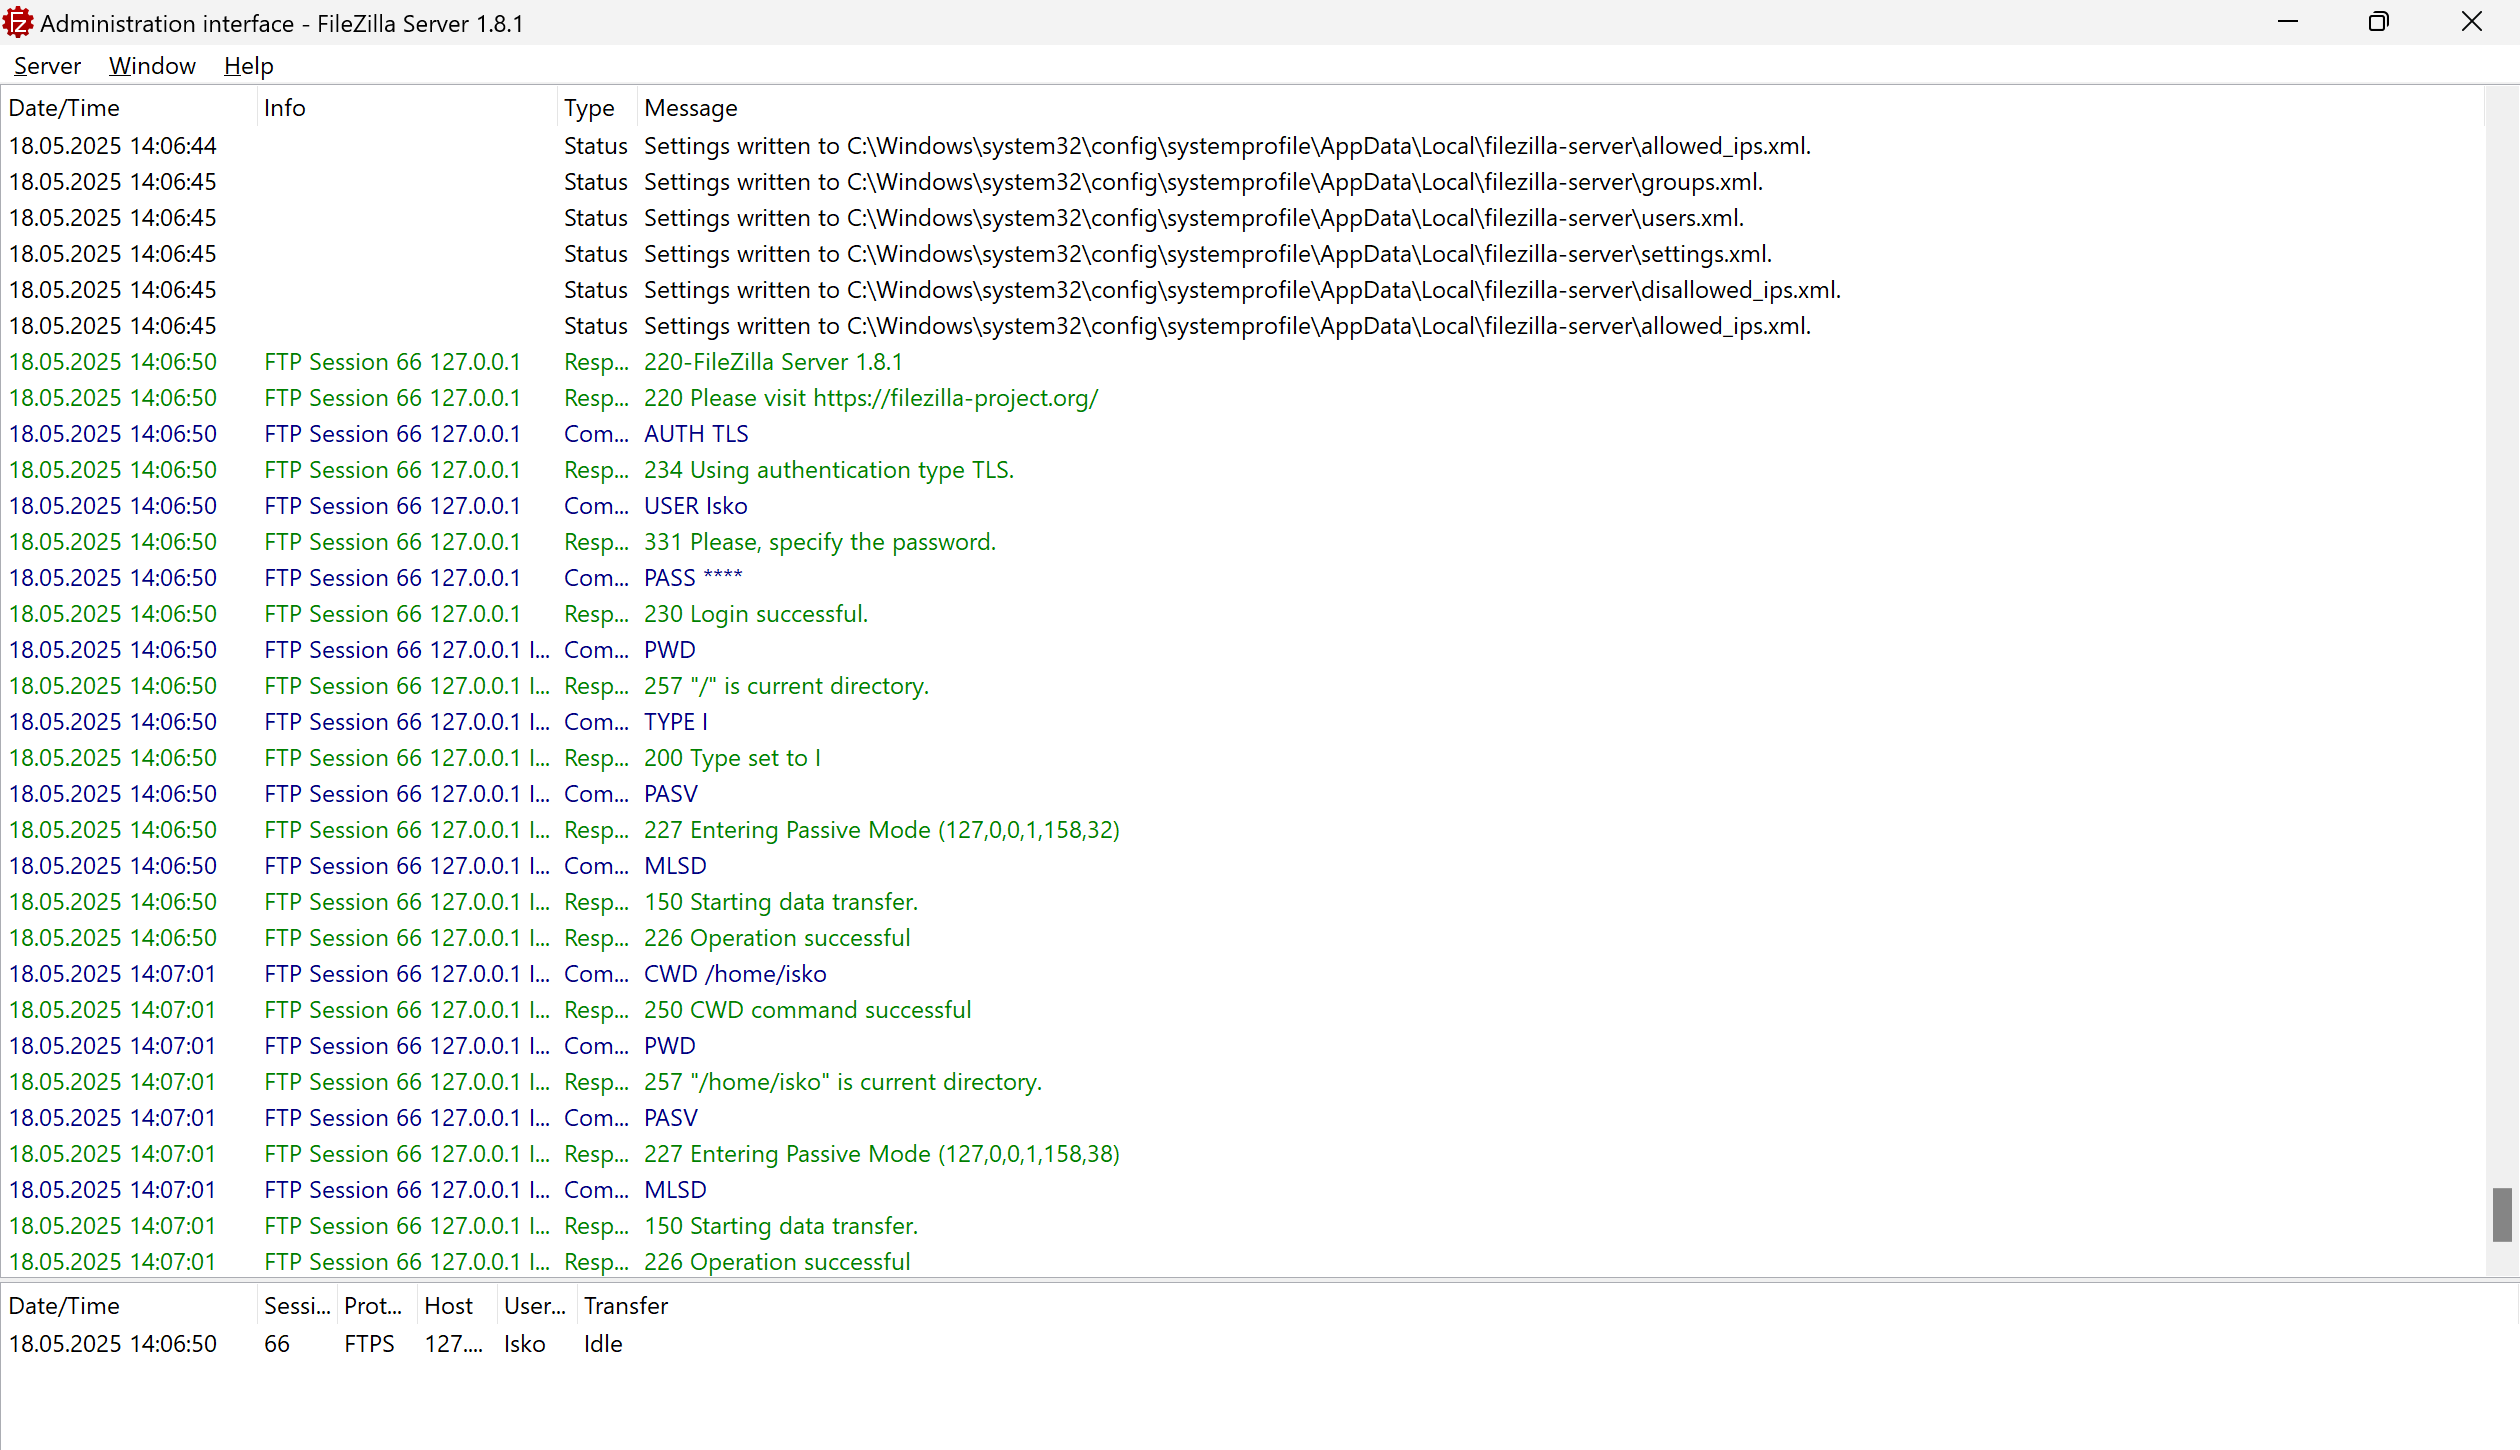 Administration interface - FileZilla Server 1.8.1
Server Window Help
Date/Time Info Type Message
18.05.2025 14:06:44 Status Settings written to C:\Windows\system32\config\systemprofile\AppData\Local\filezilla-server\allowed_ips.xml.
18.05.2025 14:06:45 Status Settings written to C:\Windows\system32\config\systemprofile\AppData\Local\filezilla-server\groups.xml.
18.05.2025 14:06:45 Status Settings written to C:\Windows\system32\config\systemprofile\AppData\Local\filezilla-server\users.xml.
18.05.2025 14:06:45 Status Settings written to C:\Windows\system32\config\systemprofile\AppData\Local\filezilla-server\settings.xml.
18.05.2025 14:06:45 Status Settings written to C:\Windows\system32\config\systemprofile\AppData\Local\filezilla-server\disallowed_ips.xml.
18.05.2025 14:06:45 Status Settings written to C:\Windows\system32\config\systemprofile\AppData\Local\filezilla-server\allowed_ips.xml.
18.05.2025 14:06:50 FTP Session 66 127.0.0.1 Resp... 220-FileZilla Server 1.8.1
18.05.2025 14:06:50 FTP Session 66 127.0.0.1 Resp... 220 Please visit https://filezilla-project.org/
18.05.2025 14:06:50 FTP Session 66 127.0.0.1 Com... AUTH TLS
18.05.2025 14:06:50 FTP Session 66 127.0.0.1 Resp... 234 Using authentication type TLS.
18.05.2025 14:06:50 FTP Session 66 127.0.0.1 Com... USER Isko
18.05.2025 14:06:50 FTP Session 66 127.0.0.1 Resp... 331 Please, specify the password.
18.05.2025 14:06:50 FTP Session 66 127.0.0.1 Com... PASS ****
18.05.2025 14:06:50 FTP Session 66 127.0.0.1 Resp... 230 Login successful.
18.05.2025 14:06:50 FTP Session 66 127.0.0.1 I... Com... PWD
18.05.2025 14:06:50 FTP Session 66 127.0.0.1 I... Resp... 257 "/" is current directory.
18.05.2025 14:06:50 FTP Session 66 127.0.0.1 I... Com... TYPE I
18.05.2025 14:06:50 FTP Session 66 127.0.0.1 I... Resp... 200 Type set to I
18.05.2025 14:06:50 FTP Session 66 127.0.0.1 I... Com... PASV
18.05.2025 14:06:50 FTP Session 66 127.0.0.1 I... Resp... 227 Entering Passive Mode (127,0,0,1,158,32)
18.05.2025 14:06:50 FTP Session 66 127.0.0.1 I... Com... MLSD
18.05.2025 14:06:50 FTP Session 66 127.0.0.1 I... Resp... 150 Starting data transfer.
18.05.2025 14:06:50 FTP Session 66 127.0.0.1 I... Resp... 226 Operation successful
18.05.2025 14:07:01 FTP Session 66 127.0.0.1 I... Com... CWD /home/isko
18.05.2025 14:07:01 FTP Session 66 127.0.0.1 I... Resp... 250 CWD command successful
18.05.2025 14:07:01 FTP Session 66 127.0.0.1 I... Com... PWD
18.05.2025 14:07:01 FTP Session 66 127.0.0.1 I... Resp... 257 "/home/isko" is current directory.
18.05.2025 14:07:01 FTP Session 66 127.0.0.1 I... Com... PASV
18.05.2025 14:07:01 FTP Session 66 127.0.0.1 I... Resp... 227 Entering Passive Mode (127,0,0,1,158,38)
18.05.2025 14:07:01 FTP Session 66 127.0.0.1 I... Com... MLSD
18.05.2025 14:07:01 FTP Session 66 127.0.0.1 I... Resp... 150 Starting data transfer.
18.05.2025 14:07:01 FTP Session 66 127.0.0.1 I... Resp... 226 Operation successful
Date/Time Sessi... Prot... Host User... Transfer
18.05.2025 14:06:50 66 FTPS 127.... Isko Idle